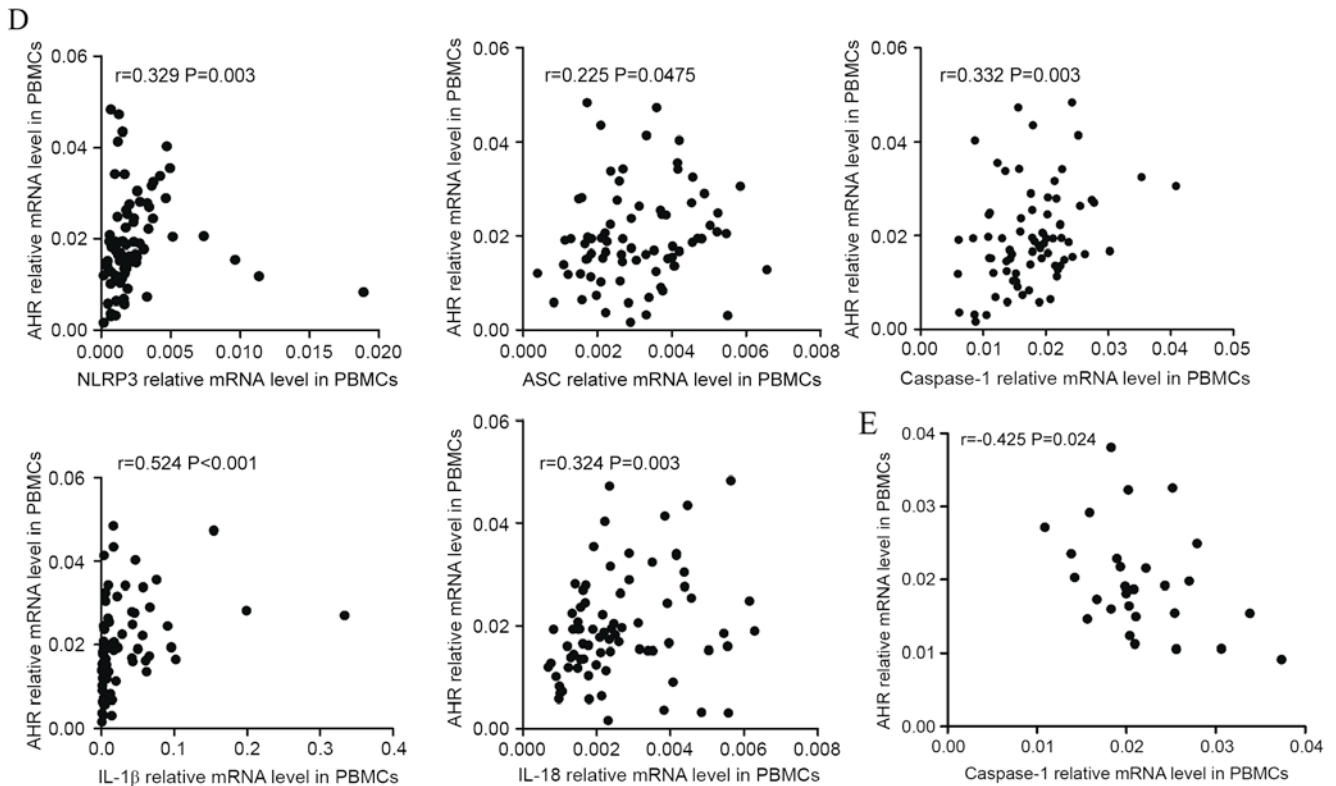 D
AHR relative mRNA level in PBMCs
0.06
0.04
0.02
0.00
r=0.329 P=0.003
0.000 0.005 0.010 0.015 0.020
NLRP3 relative mRNA level in PBMCs
AHR relative mRNA level in PBMCs
0.06
0.04
0.02
0.00
r=0.225 P=0.0475
0.000 0.002 0.004 0.006 0.008
ASC relative mRNA level in PBMCs
AHR relative mRNA level in PBMCs
0.06
0.04
0.02
0.00
r=0.332 P=0.003
0.00 0.01 0.02 0.03 0.04 0.05
Caspase-1 relative mRNA level in PBMCs
AHR relative mRNA level in PBMCs
0.06
0.04
0.02
0.00
r=0.524 P<0.001
0.0 0.1 0.2 0.3 0.4
IL-1β relative mRNA level in PBMCs
AHR relative mRNA level in PBMCs
0.06
0.04
0.02
0.00
r=0.324 P=0.003
0.000 0.002 0.004 0.006 0.008
IL-18 relative mRNA level in PBMCs
E
AHR relative mRNA level in PBMCs
0.04
0.03
0.02
0.01
0.00
r=-0.425 P=0.024
0.00 0.01 0.02 0.03 0.04
Caspase-1 relative mRNA level in PBMCs